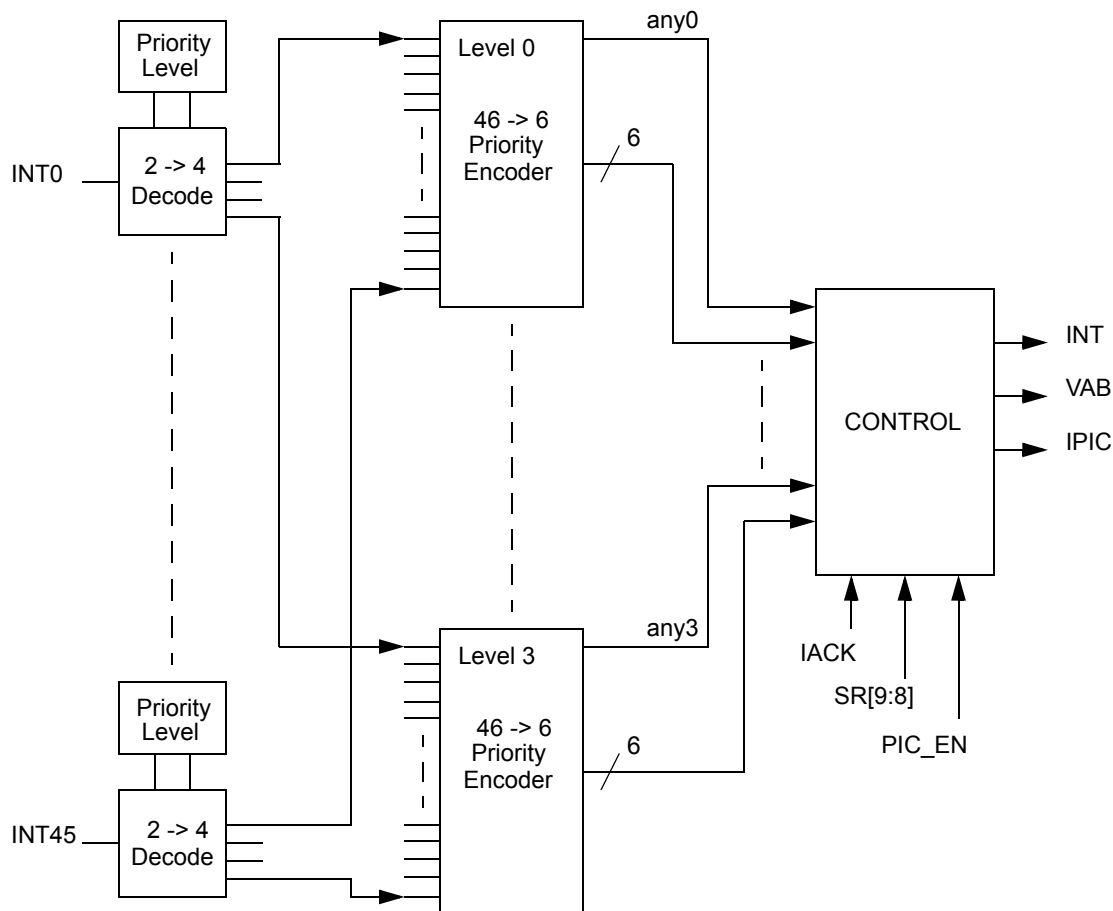 Priority
Level
INT0
2 -> 4
Decode
Level 0
46 -> 6
Priority
Encoder
any0
6
CONTROL
INT
VAB
IPIC
IACK
SR[9:8]
PIC_EN
Priority
Level
INT45
2 -> 4
Decode
Level 3
46 -> 6
Priority
Encoder
any3
6